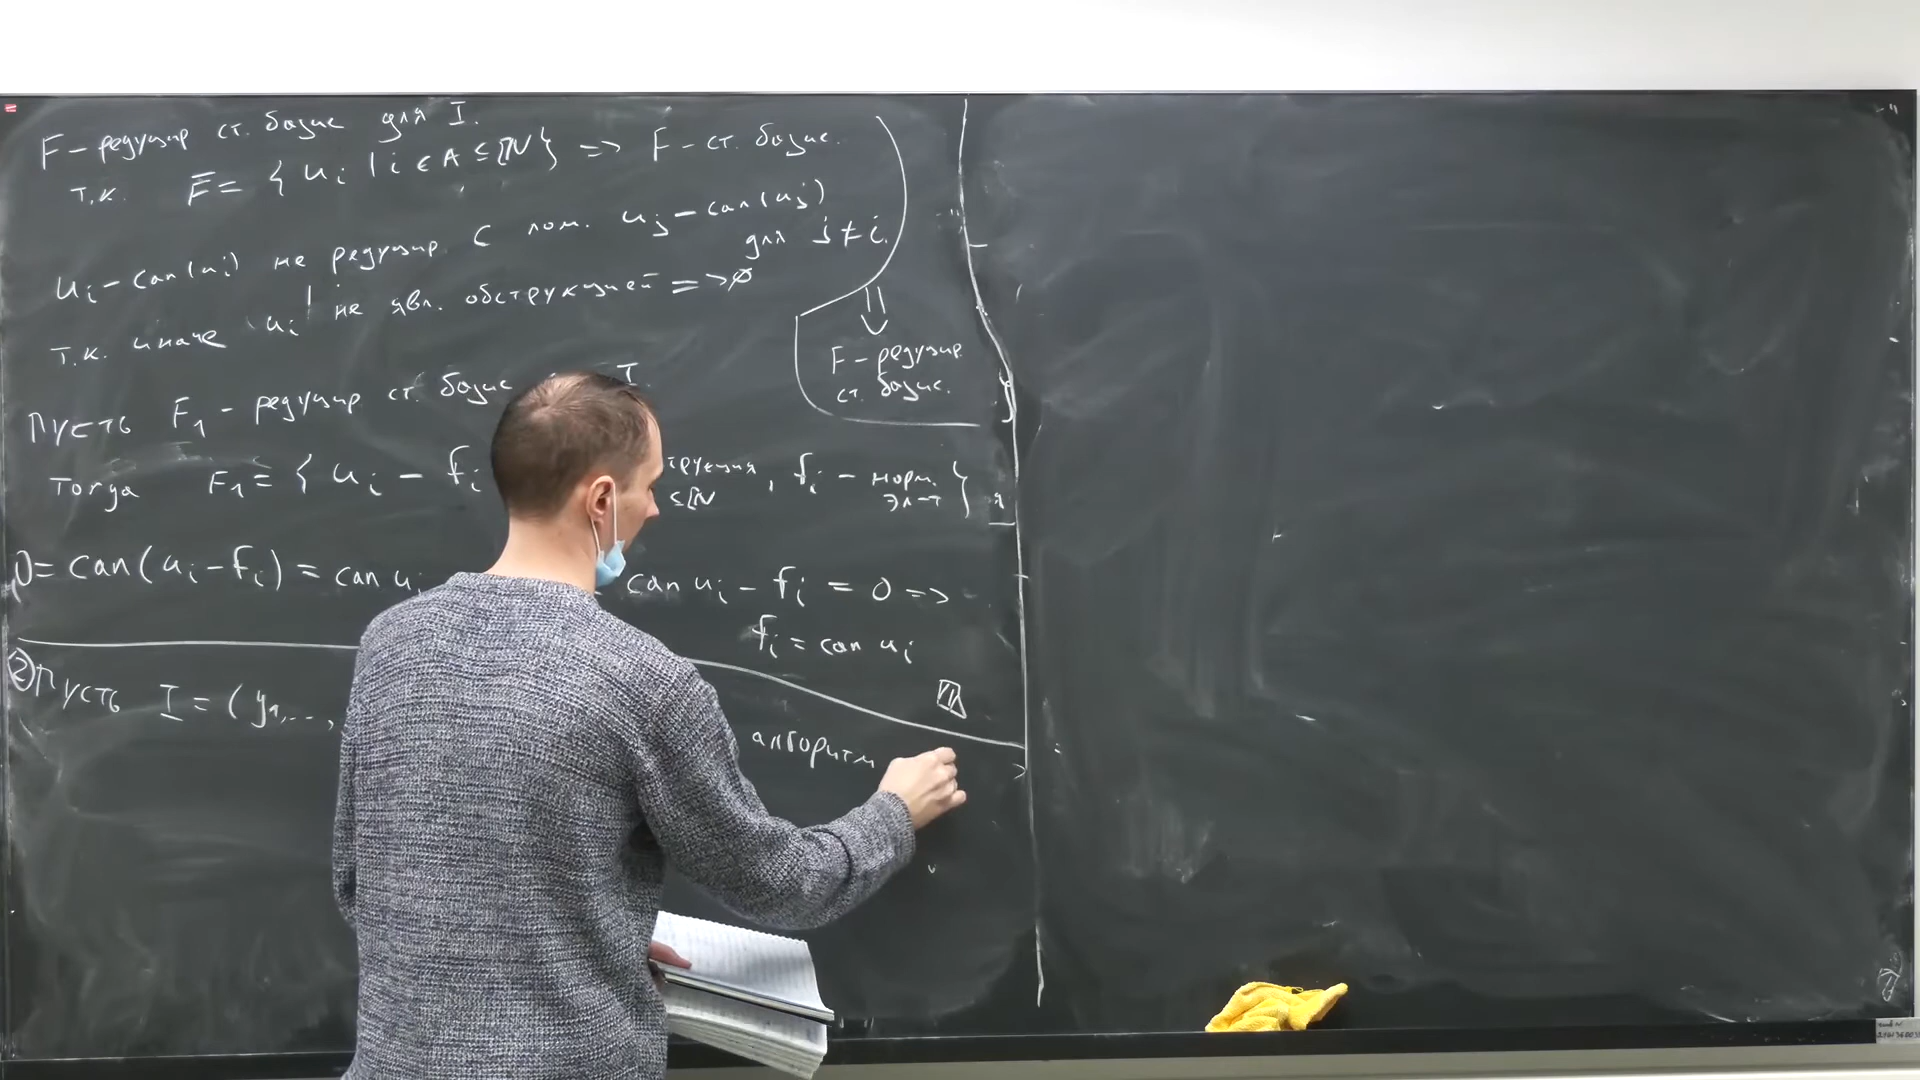 F – редуцир ст. базис для I.
т.к. F̅ = { u_i | i ∈ A ⊆ ℕ } => F – ст. базис.
u_i – can(u_i) не редуцир. с пом. u_j – can(u_j)
для j ≠ i.
т.к. иначе u_i не явл. обструкцией => ∅
⇓
F – редуцир.
ст. базис.
Пусть F_1 – редуцир ст. базис I.
Тогда F_1 = { u_i – f_i , f_i – норм. эл-т }
⊆ ℕ
0 = can(u_i – f_i) = can u_i can u_i – f_i = 0 =>
f_i = can u_i
② Пусть I = (y_1, ...,
алгоритм